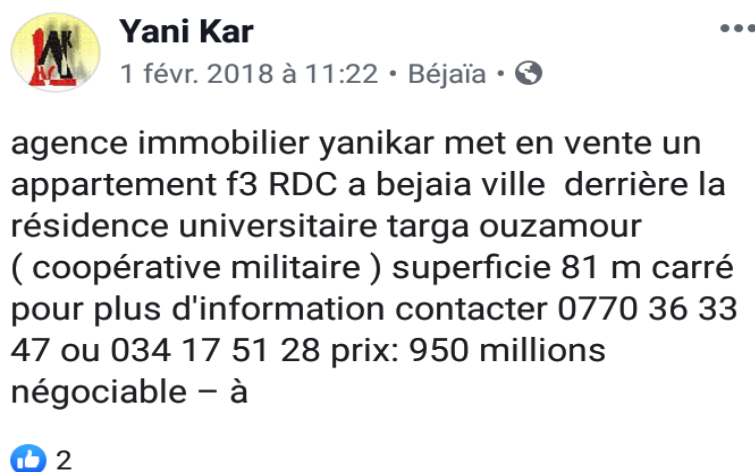 Yani Kar
1 févr. 2018 à 11:22 • Béjaïa •
agence immobilier yanikar met en vente un
appartement f3 RDC a bejaia ville  derrière la
résidence universitaire targa ouzamour
( coopérative militaire ) superficie 81 m carré
pour plus d'information contacter 0770 36 33
47 ou 034 17 51 28 prix: 950 millions
négociable – à
2